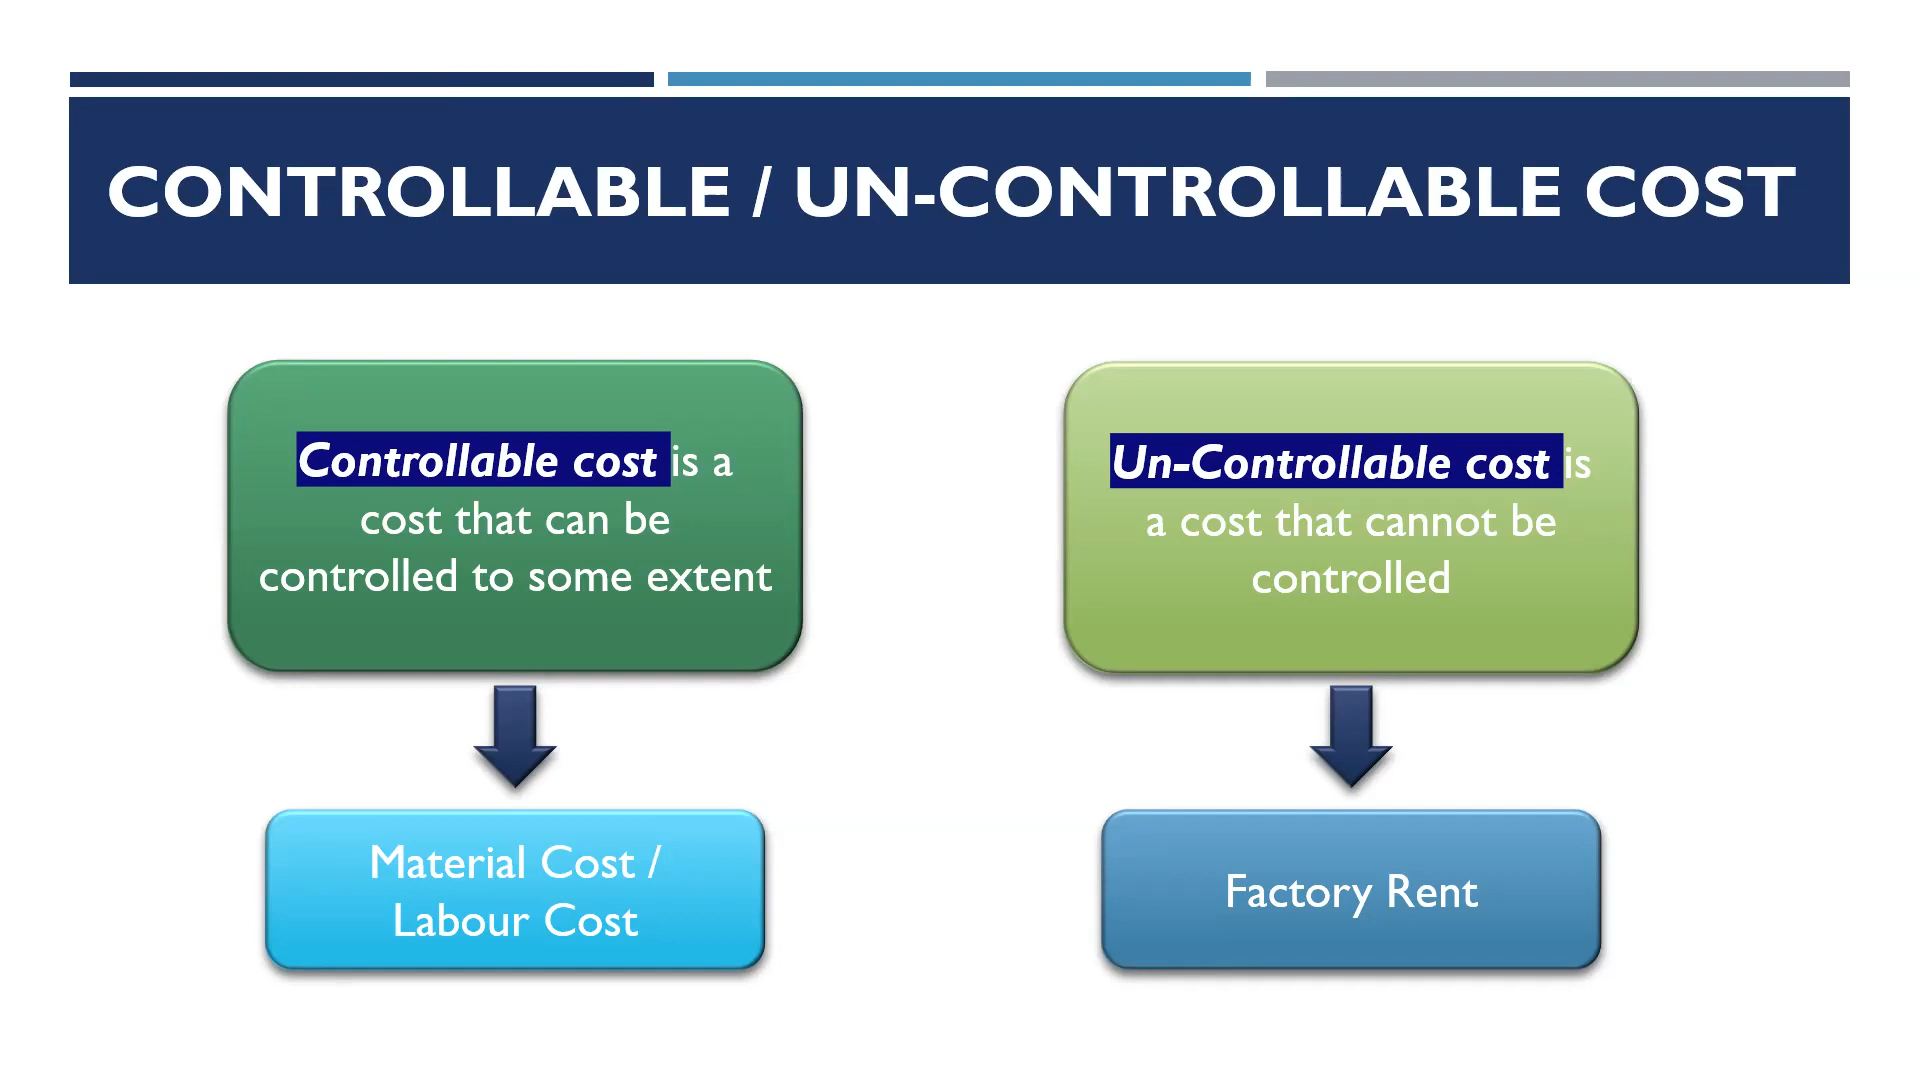 CONTROLLABLE / UN-CONTROLLABLE COST
Controllable cost is a
cost that can be
controlled to some extent
Un-Controllable cost is
a cost that cannot be
controlled
Material Cost /
Labour Cost
Factory Rent